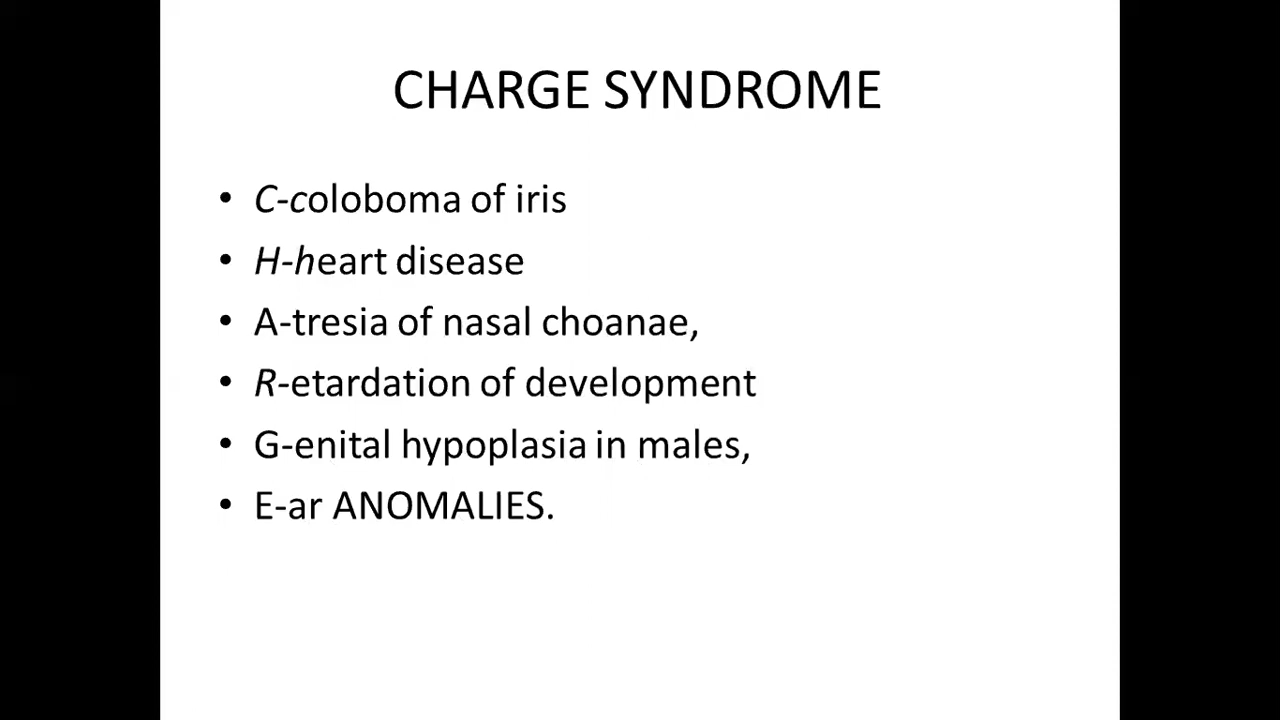 CHARGE SYNDROME
• C-coloboma of iris
• H-heart disease
• A-tresia of nasal choanae,
• R-etardation of development
• G-enital hypoplasia in males,
• E-ar ANOMALIES.